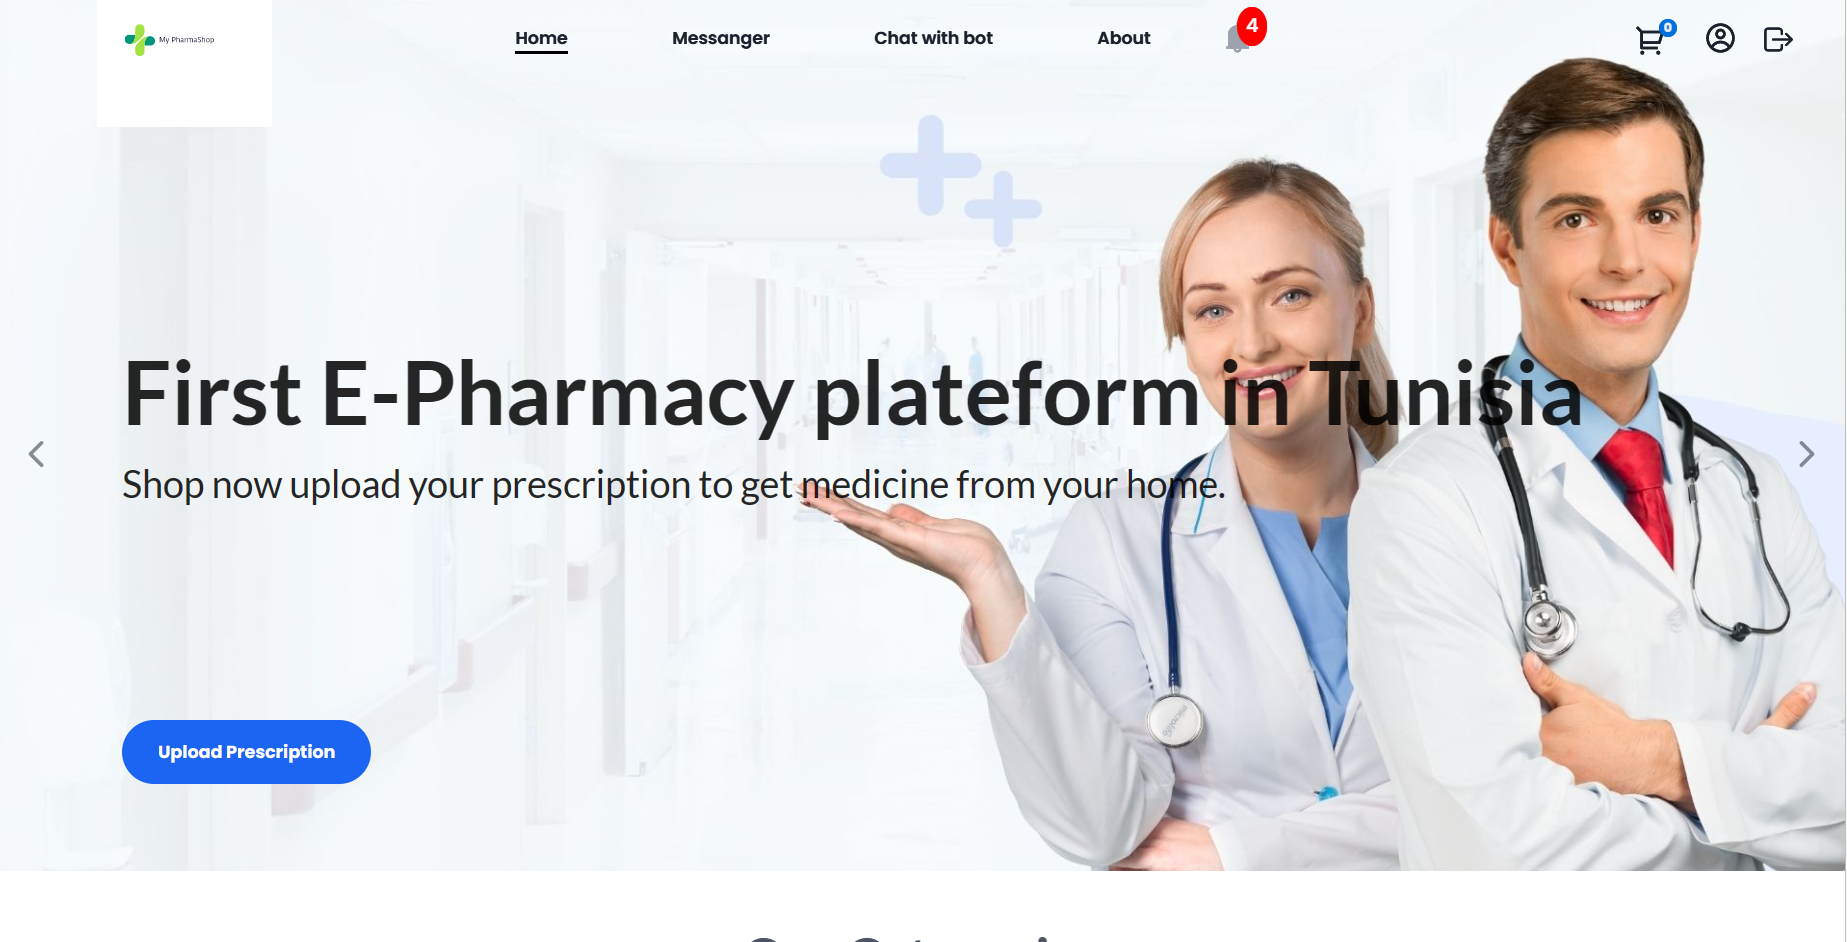 My PharmaShop
Home
Messanger
Chat with bot
About
4
0
First E-Pharmacy plateform in Tunisia
Shop now upload your prescription to get medicine from your home.
microlife
Upload Prescription